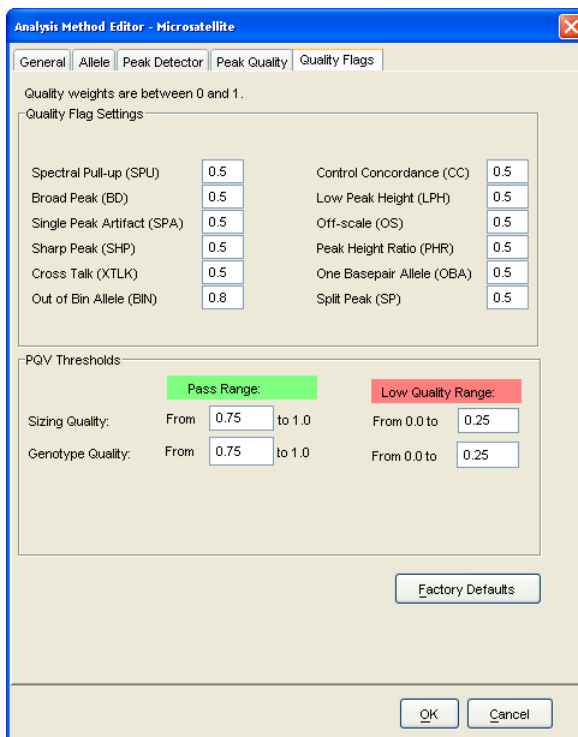 Analysis Method Editor - Microsatellite
General Allele Peak Detector Peak Quality Quality Flags
Quality weights are between 0 and 1.
Quality Flag Settings
Spectral Pull-up (SPU) 0.5 Control Concordance (CC) 0.5
Broad Peak (BD) 0.5 Low Peak Height (LPH) 0.5
Single Peak Artifact (SPA) 0.5 Off-scale (OS) 0.5
Sharp Peak (SHP) 0.5 Peak Height Ratio (PHR) 0.5
Cross Talk (XTLK) 0.5 One Basepair Allele (OBA) 0.5
Out of Bin Allele (BIN) 0.8 Split Peak (SP) 0.5
PQV Thresholds
Pass Range: Low Quality Range:
Sizing Quality: From 0.75 to 1.0 From 0.0 to 0.25
Genotype Quality: From 0.75 to 1.0 From 0.0 to 0.25
Factory Defaults
OK Cancel